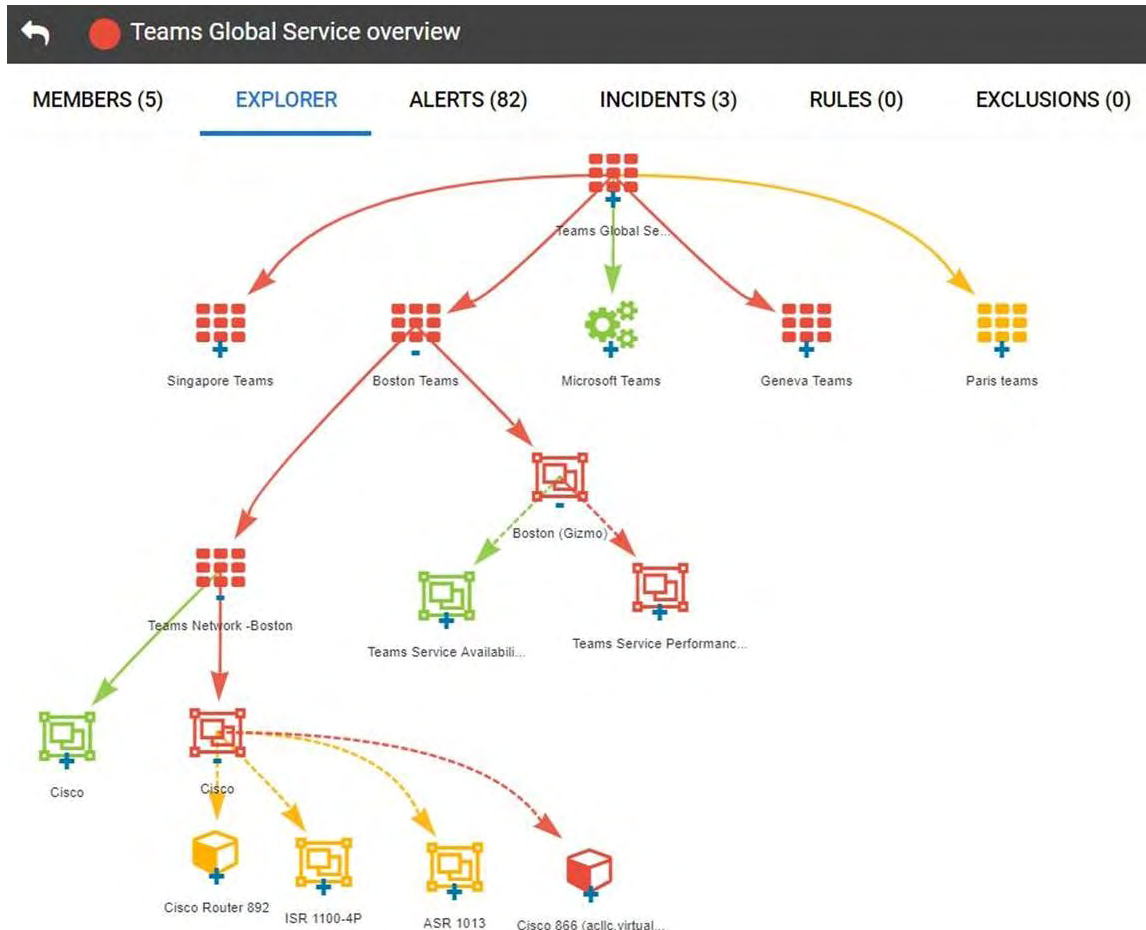 Teams Global Service overview
MEMBERS (5)
EXPLORER
ALERTS (82)
INCIDENTS (3)
RULES (0)
EXCLUSIONS (0)
Teams Global Se...
Singapore Teams
Boston Teams
Microsoft Teams
Geneva Teams
Paris teams
Boston (Gizmo)
Teams Network -Boston
Teams Service Availabili...
Teams Service Performanc...
Cisco
Cisco
Cisco Router 892
ISR 1100-4P
ASR 1013
Cisco 866 (acllc.virtual...